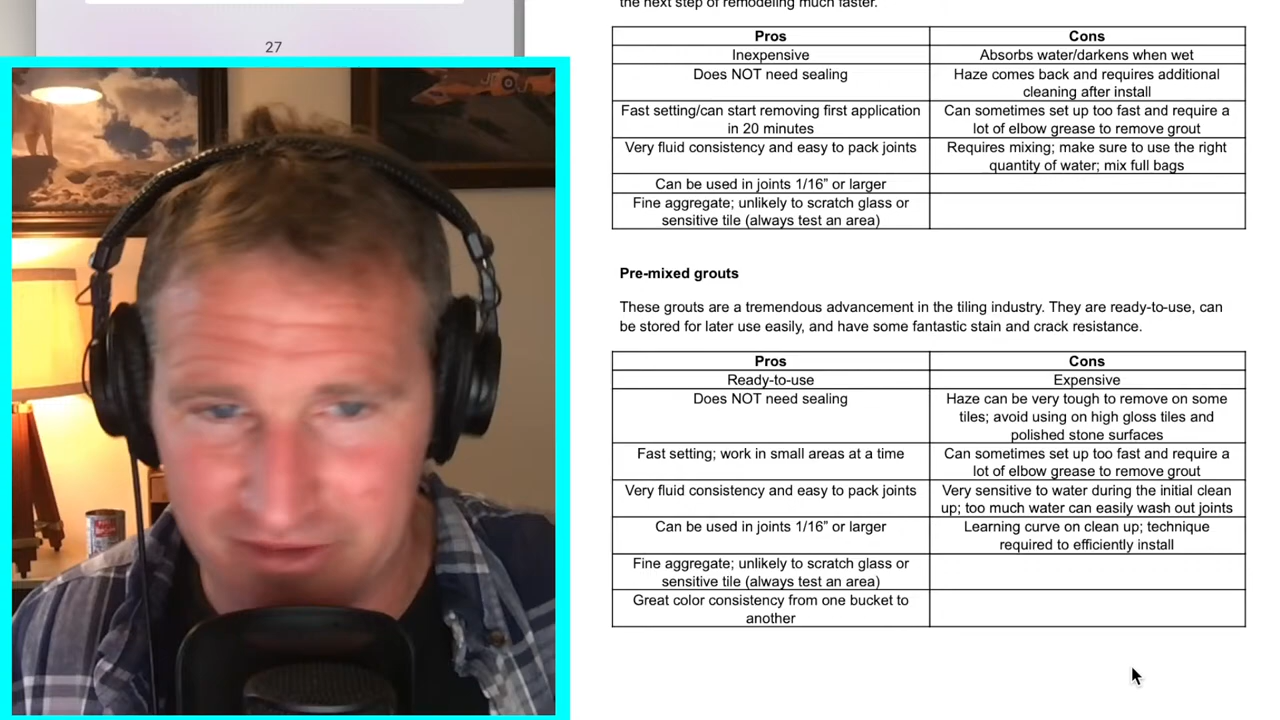 27
the next step of remodeling much faster.
Pros Cons
Inexpensive Absorbs water/darkens when wet
Does NOT need sealing Haze comes back and requires additional
cleaning after install
Fast setting/can start removing first application Can sometimes set up too fast and require a
in 20 minutes lot of elbow grease to remove grout
Very fluid consistency and easy to pack joints Requires mixing; make sure to use the right
quantity of water; mix full bags
Can be used in joints 1/16” or larger
Fine aggregate; unlikely to scratch glass or
sensitive tile (always test an area)
Pre-mixed grouts
These grouts are a tremendous advancement in the tiling industry. They are ready-to-use, can
be stored for later use easily, and have some fantastic stain and crack resistance.
Pros Cons
Ready-to-use Expensive
Does NOT need sealing Haze can be very tough to remove on some
tiles; avoid using on high gloss tiles and
polished stone surfaces
Fast setting; work in small areas at a time Can sometimes set up too fast and require a
lot of elbow grease to remove grout
Very fluid consistency and easy to pack joints Very sensitive to water during the initial clean
up; too much water can easily wash out joints
Can be used in joints 1/16” or larger Learning curve on clean up; technique
required to efficiently install
Fine aggregate; unlikely to scratch glass or
sensitive tile (always test an area)
Great color consistency from one bucket to
another